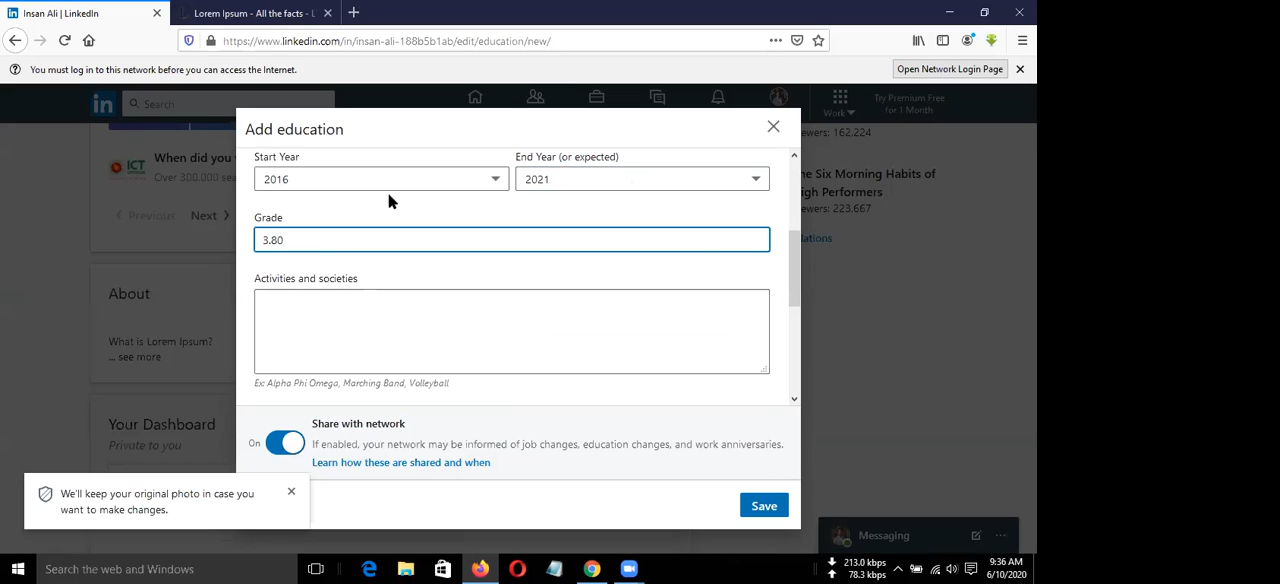 Insan Ali | LinkedIn
Lorem Ipsum - All the facts - L
https://www.linkedin.com/in/insan-ali-188b5b1ab/edit/education/new/
You must log in to this network before you can access the Internet.
Open Network Login Page
in
Search
Work
Try Premium Free
for 1 Month
Add education
When did you
Over 300,000 sea
Previous
Next
Start Year
End Year (or expected)
2016
2021
Grade
3.80
Activities and societies
Ex: Alpha Phi Omega, Marching Band, Volleyball
ewers: 162,224
he Six Morning Habits of
igh Performers
ewers: 223,667
dations
About
What is Lorem Ipsum?
... see more
Your Dashboard
Private to you
On
Share with network
If enabled, your network may be informed of job changes, education changes, and work anniversaries.
Learn how these are shared and when
We'll keep your original photo in case you
want to make changes.
Save
Messaging
Search the web and Windows
213.0 kbps
78.3 kbps
9:36 AM
6/10/2020